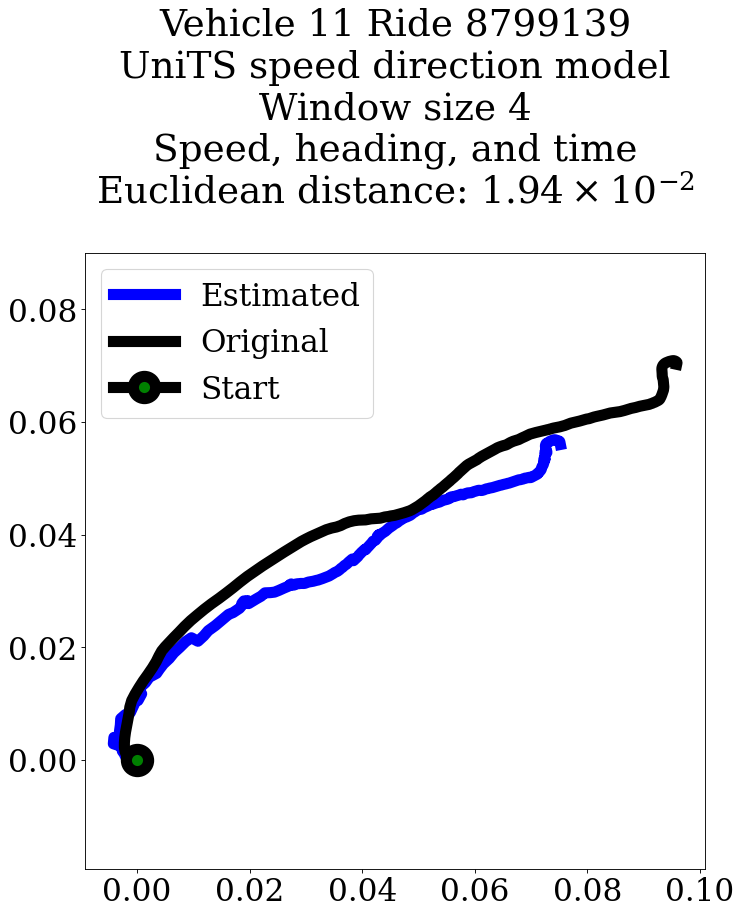 Vehicle 11 Ride 8799139
UniTS speed direction model
Window size 4
Speed, heading, and time
Euclidean distance: $1.94 \times 10^{-2}$
Estimated
Original
Start
0.08
0.06
0.04
0.02
0.00
0.00 0.02 0.04 0.06 0.08 0.10